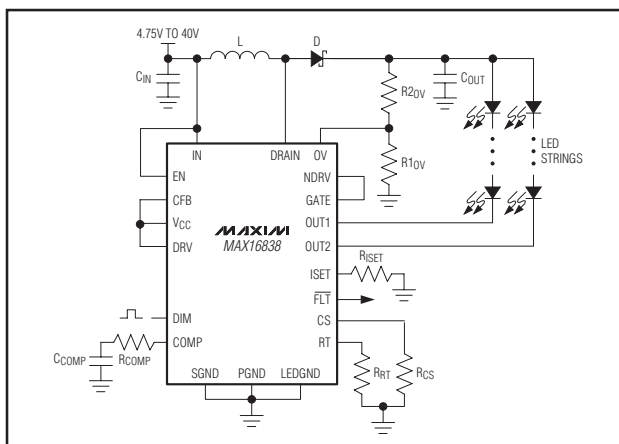 4.75V TO 40V
L
D
CIN
R2OV
COUT
R1OV
LED
STRINGS
IN
DRAIN
OV
EN
CFB
VCC
DRV
NDRV
GATE
OUT1
OUT2
MAXIM
MAX16838
ISET
RISET
FLT
CS
RT
DIM
COMP
CCOMP
RCOMP
SGND
PGND
LEDGND
RRT
RCS